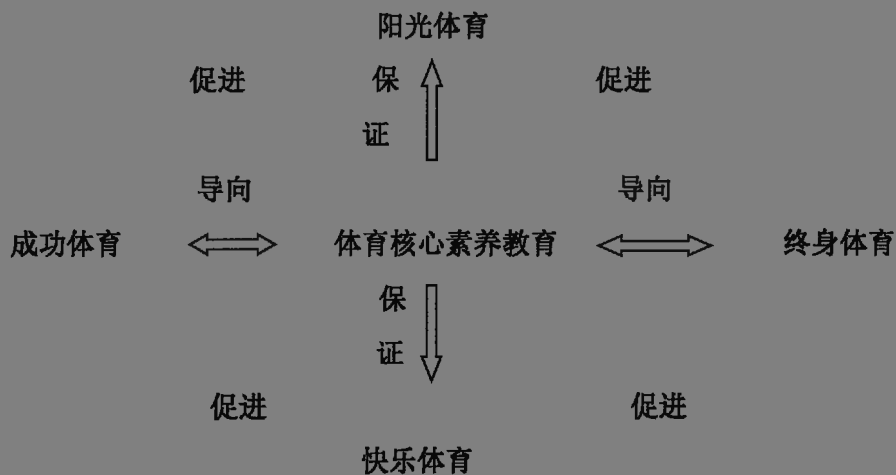 阳光体育
促进 保 促进
证
导向 导向
成功体育 体育核心素养教育 终身体育
保
证
促进 促进
快乐体育